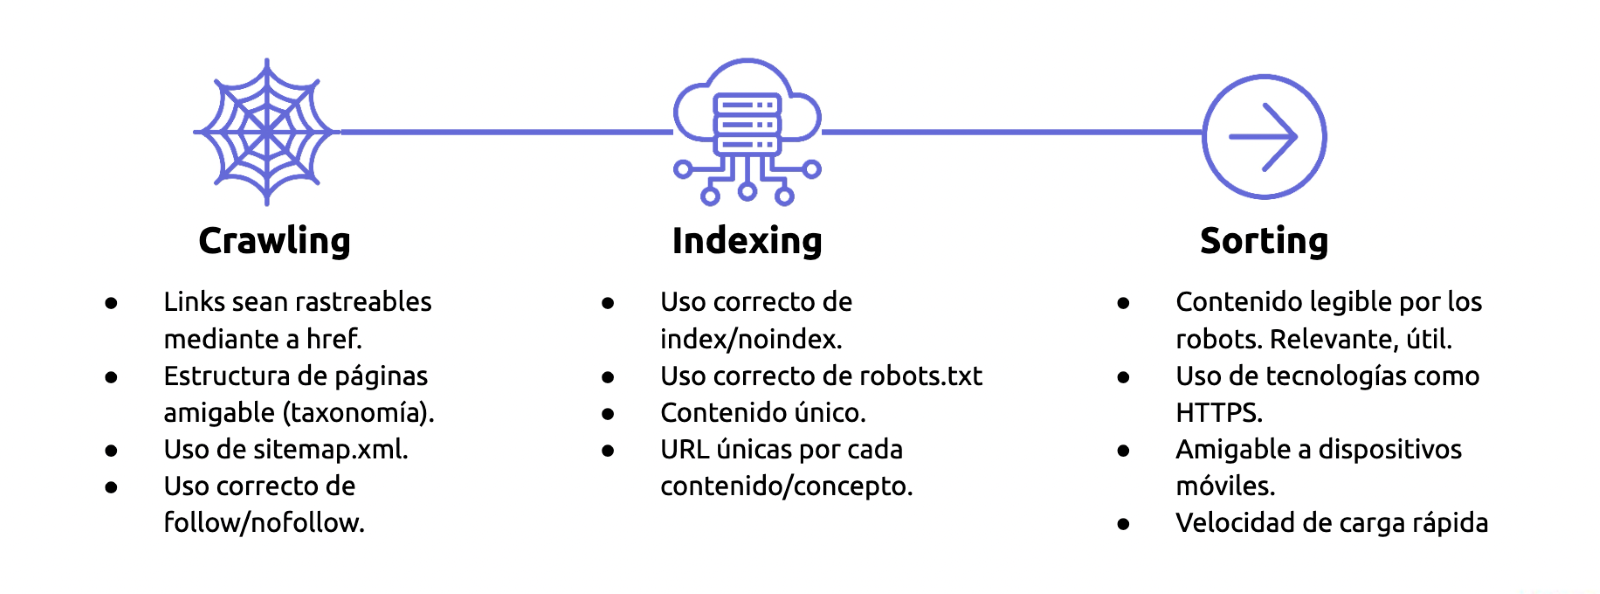 Crawling
● Links sean rastreables
mediante a href.
● Estructura de páginas
amigable (taxonomía).
● Uso de sitemap.xml.
● Uso correcto de
follow/nofollow.
Indexing
● Uso correcto de
index/noindex.
● Uso correcto de robots.txt
● Contenido único.
● URL únicas por cada
contenido/concepto.
Sorting
● Contenido legible por los
robots. Relevante, útil.
● Uso de tecnologías como
HTTPS.
● Amigable a dispositivos
móviles.
● Velocidad de carga rápida